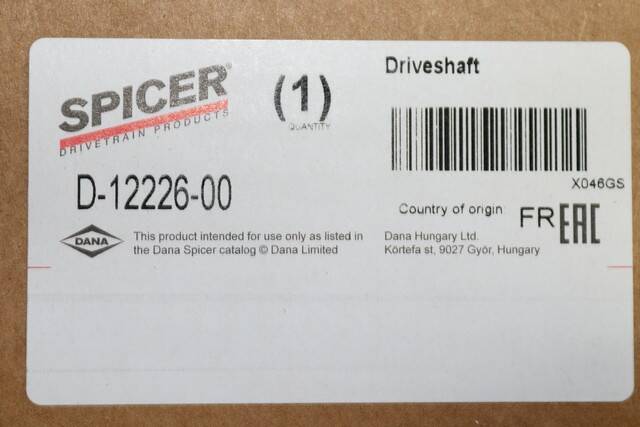 SPICER®
DRIVETRAIN PRODUCTS
(1)
QUANTITY
Driveshaft
X046GS
D-12226-00
Country of origin FR EAC
DANA
This product intended for use only as listed in
the Dana Spicer catalog © Dana Limited
Dana Hungary Ltd.
Körtefa st, 9027 Győr, Hungary